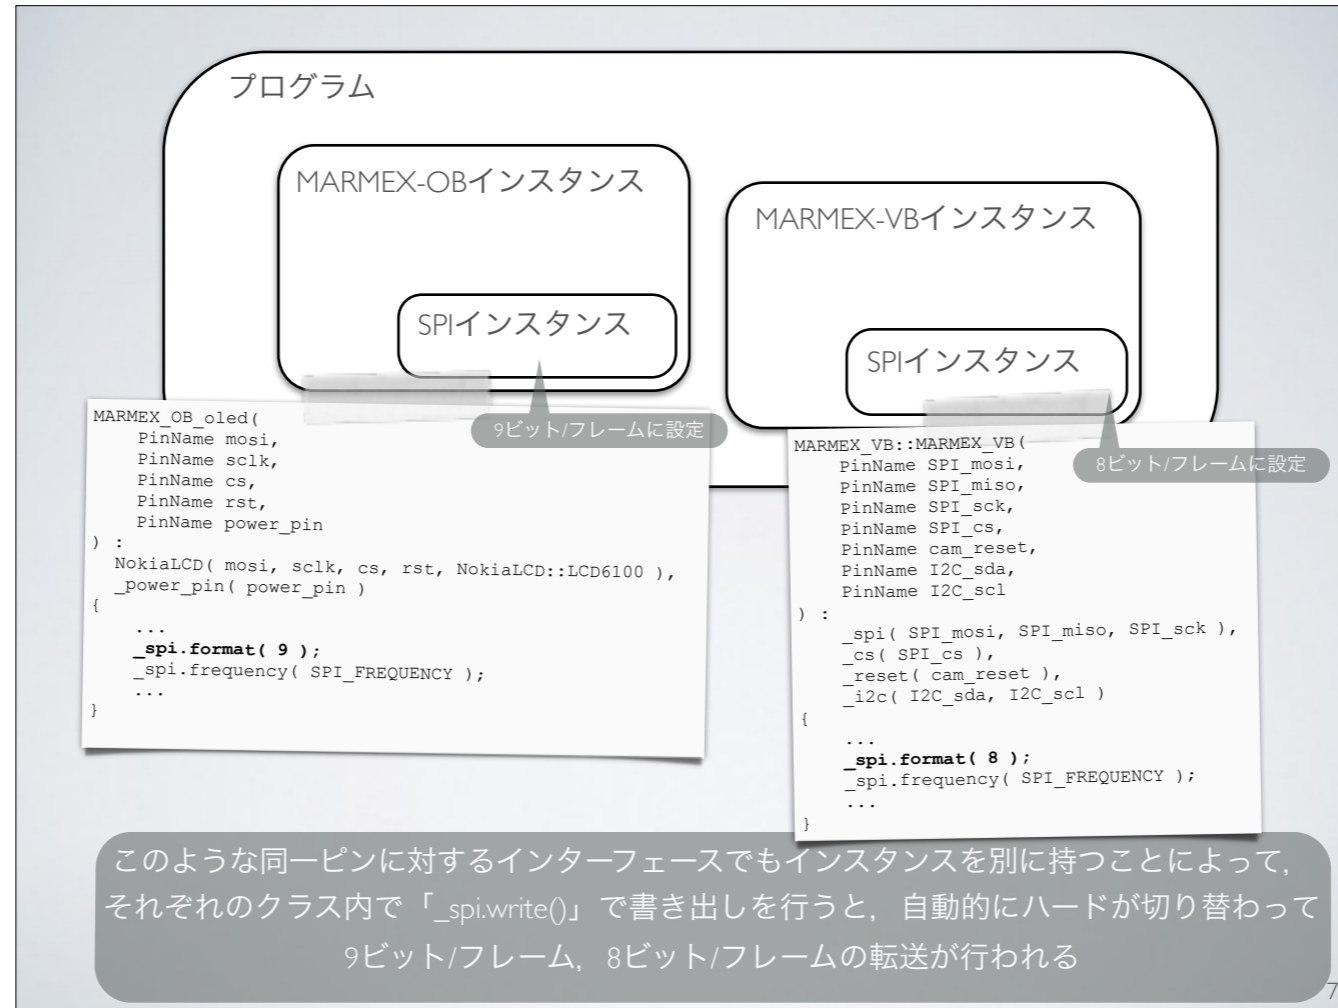 プログラム
MARMEX-OBインスタンス
SPIインスタンス
MARMEX-VBインスタンス
SPIインスタンス
9ビット/フレームに設定
MARMEX_OB_oled(
PinName mosi,
PinName sclk,
PinName cs,
PinName rst,
PinName power_pin
) :
NokiaLCD( mosi, sclk, cs, rst, NokiaLCD::LCD6100 ),
_power_pin( power_pin )
{
...
_spi.format( 9 );
_spi.frequency( SPI_FREQUENCY );
...
}
8ビット/フレームに設定
MARMEX_VB::MARMEX_VB(
PinName SPI_mosi,
PinName SPI_miso,
PinName SPI_sck,
PinName SPI_cs,
PinName cam_reset,
PinName I2C_sda,
PinName I2C_scl
) :
_spi( SPI_mosi, SPI_miso, SPI_sck ),
_cs( SPI_cs ),
_reset( cam_reset ),
_i2c( I2C_sda, I2C_scl )
{
...
_spi.format( 8 );
_spi.frequency( SPI_FREQUENCY );
...
}
このような同一ピンに対するインターフェースでもインスタンスを別に持つことによって,
それぞれのクラス内で「_spi.write()」で書き出しを行うと, 自動的にハードが切り替わって
9ビット/フレーム, 8ビット/フレームの転送が行われる
7